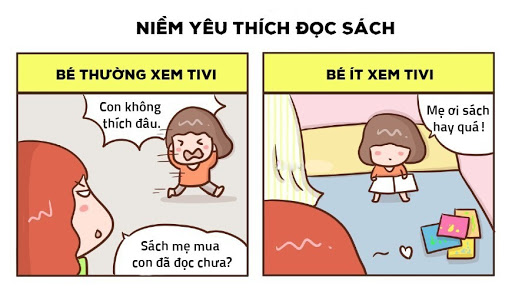 NIỀM YÊU THÍCH ĐỌC SÁCH
BÉ THƯỜNG XEM TIVI
Con không
thích đâu.
Sách mẹ mua
con đã đọc chưa?
BÉ ÍT XEM TIVI
Mẹ ơi sách
hay quá!